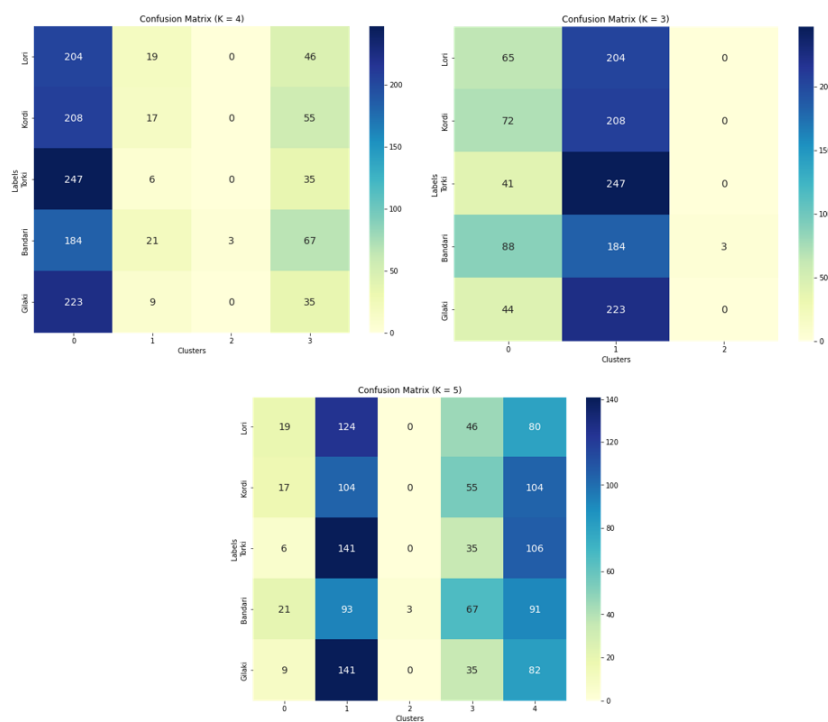 Confusion Matrix (K = 4)
Lori 204 19 0 46
Kordi 208 17 0 55
Torki 247 6 0 35
Bandari 184 21 3 67
Gilaki 223 9 0 35
Labels
0 1 2 3
Clusters
200
150
100
50
0
Confusion Matrix (K = 3)
Lori 65 204 0
Kordi 72 208 0
Torki 41 247 0
Bandari 88 184 3
Gilaki 44 223 0
Labels
0 1 2
Clusters
50
0
Confusion Matrix (K = 5)
Lori 19 124 0 46 80
Kordi 17 104 0 55 104
Torki 6 141 0 35 106
Bandari 21 93 3 67 91
Gilaki 9 141 0 35 82
Labels
0 1 2 3 4
Clusters
140
120
100
80
60
40
20
0